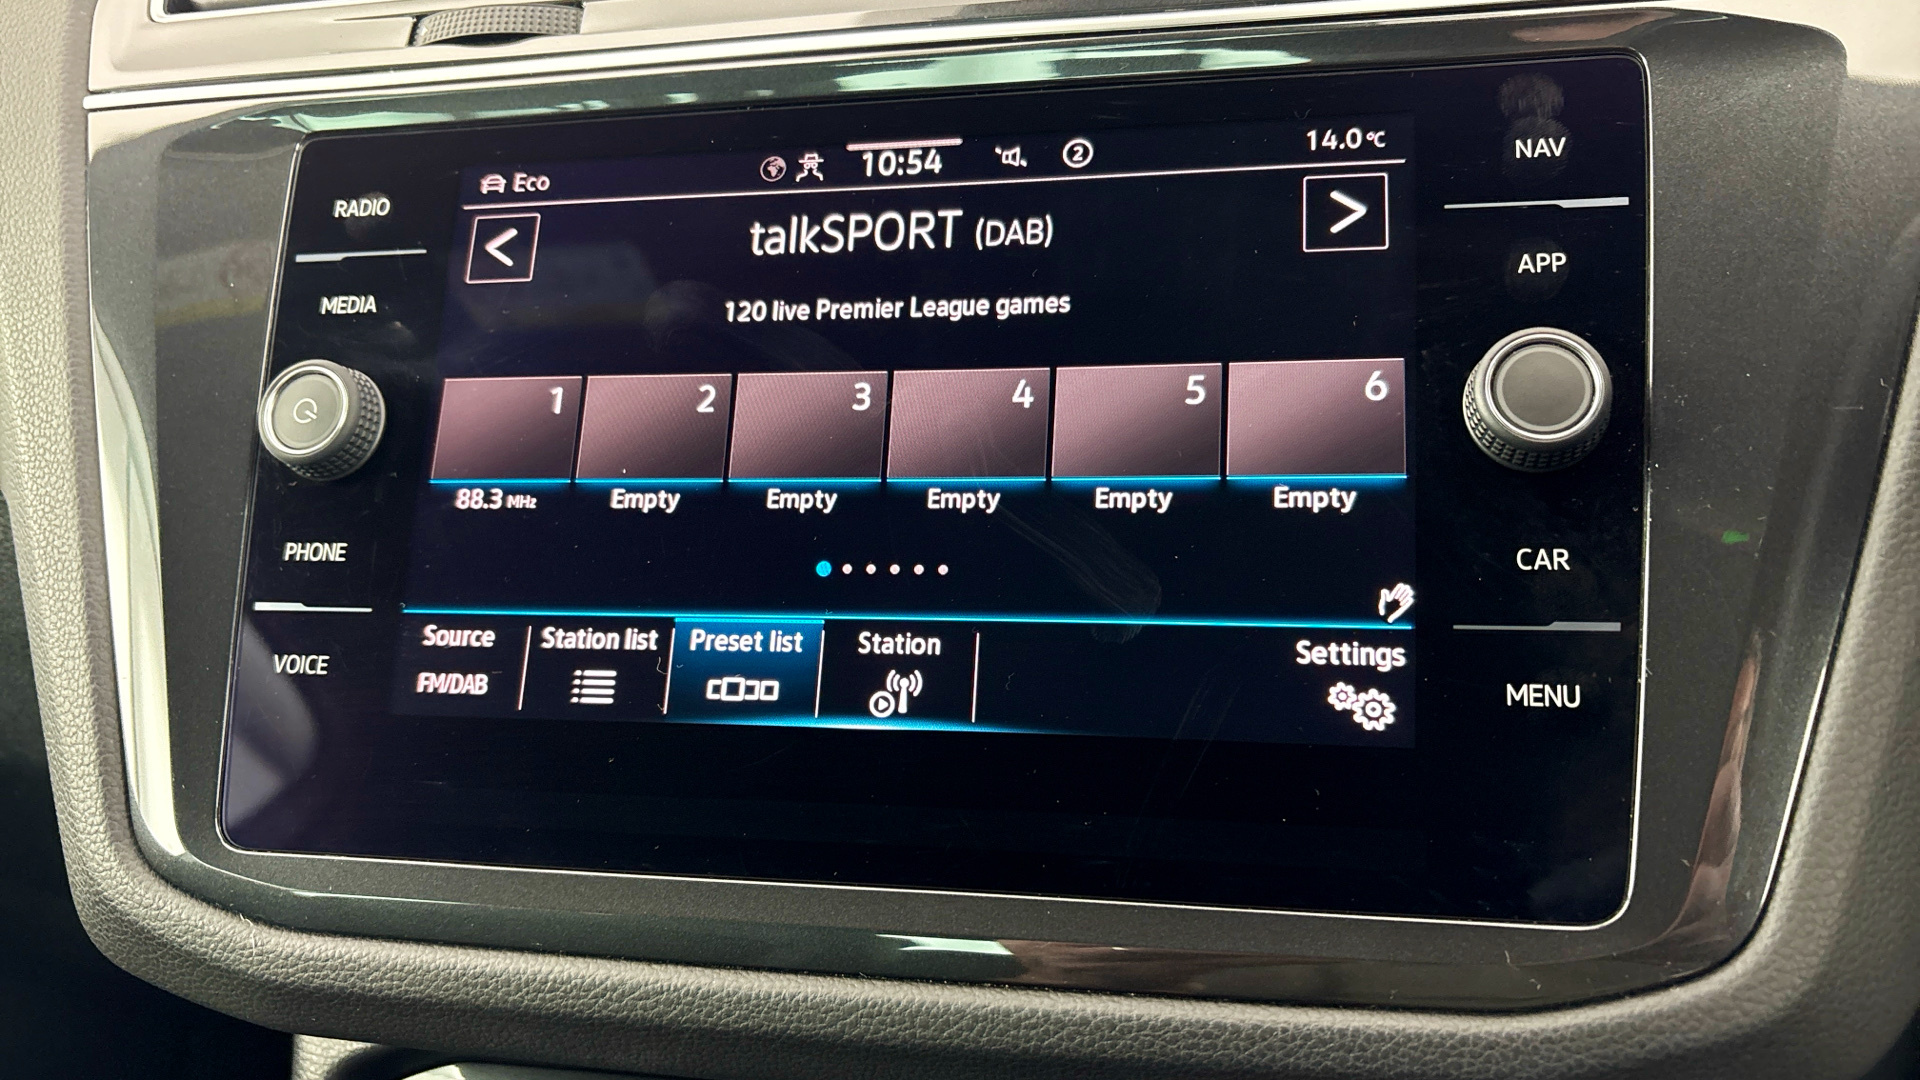 RADIO
MEDIA
PHONE
VOICE
Eco
10:54
2
14.0°C
<
talkSPORT (DAB)
>
120 live Premier League games
1 2 3 4 5 6
88.3 MHz Empty Empty Empty Empty Empty
Source Station list Preset list Station Settings
FM/DAB
NAV
APP
CAR
MENU